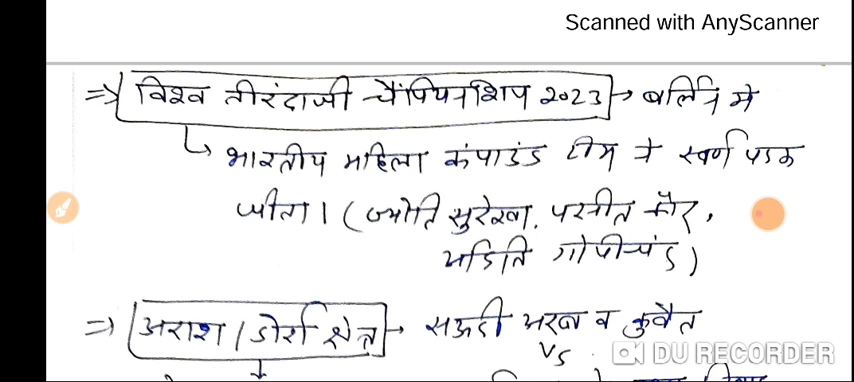 Scanned with AnyScanner
⇒ विश्व तीरंदाजी चैंपियनशिप 2023 → बर्लिन में
↳ भारतीय महिला कंपाउंड टीम ने स्वर्ण पदक
जीता। (ज्योति सुरेखा, परनीत कौर,
अदिति गोपीचंद)
⇒ अराश / डोर्रा क्षेत्र → सऊदी अरब व कुवैत
vs.
DU RECORDER